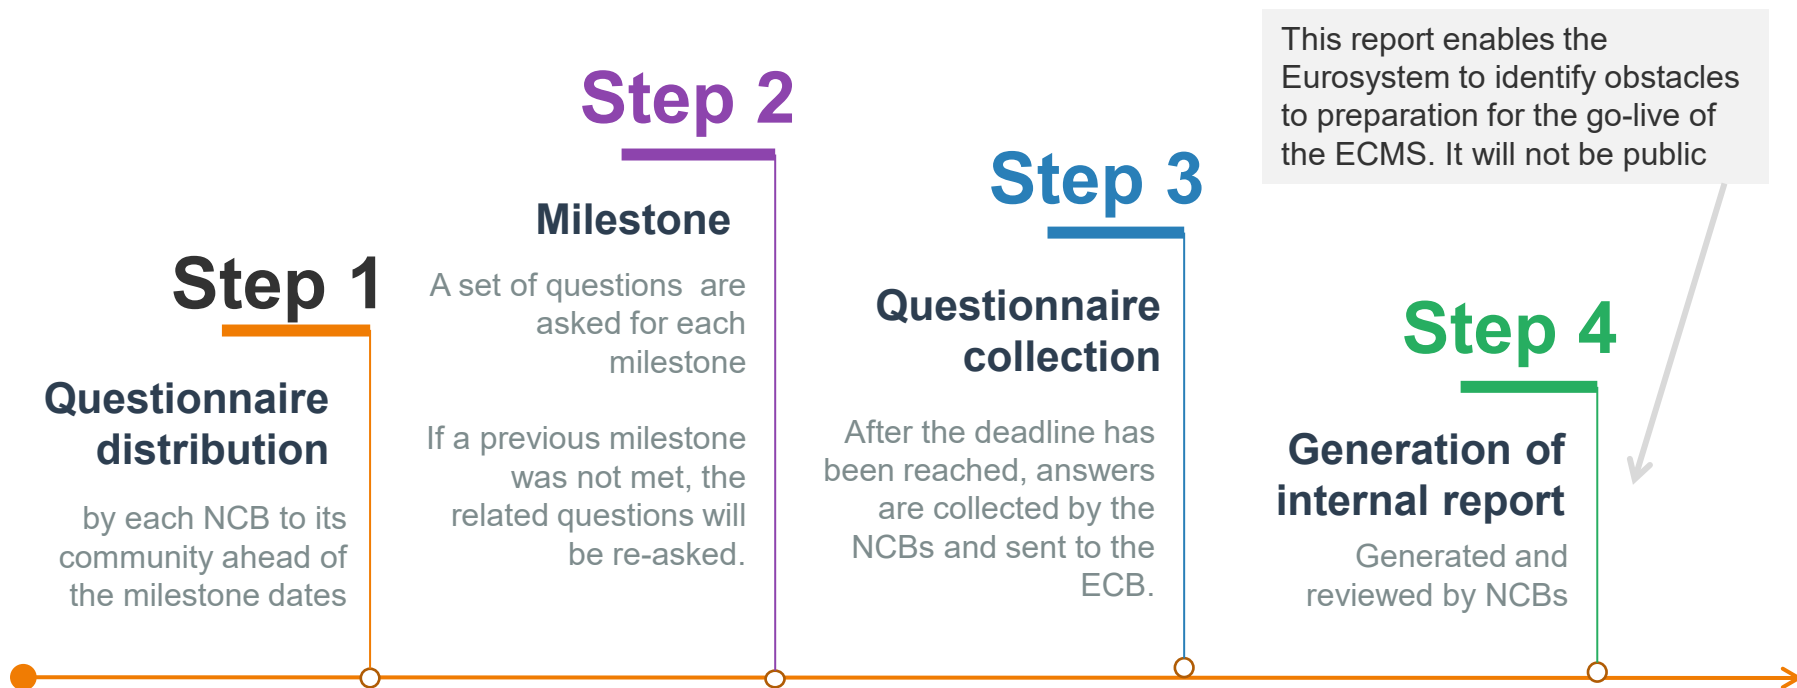 Step 1
Questionnaire
distribution
by each NCB to its
community ahead of
the milestone dates
Step 2
Milestone
A set of questions  are
asked for each
milestone
If a previous milestone
was not met, the
related questions will
be re-asked.
Step 3
Questionnaire
collection
After the deadline has
been reached, answers
are collected by the
NCBs and sent to the
ECB.
Step 4
Generation of
internal report
Generated and
reviewed by NCBs
This report enables the
Eurosystem to identify obstacles
to preparation for the go-live of
the ECMS. It will not be public